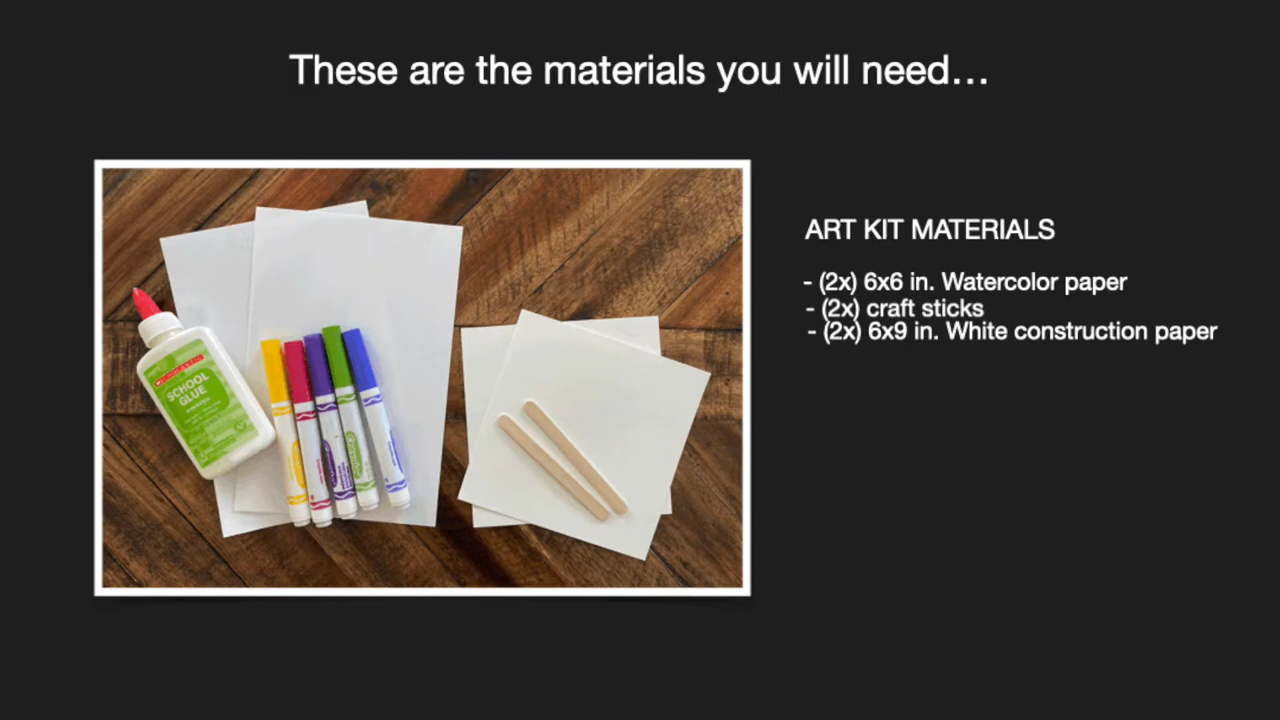 These are the materials you will need...
ART KIT MATERIALS
- (2x) 6x6 in. Watercolor paper
- (2x) craft sticks
- (2x) 6x9 in. White construction paper
SCHOLASTIC
SCHOOL
GLUE